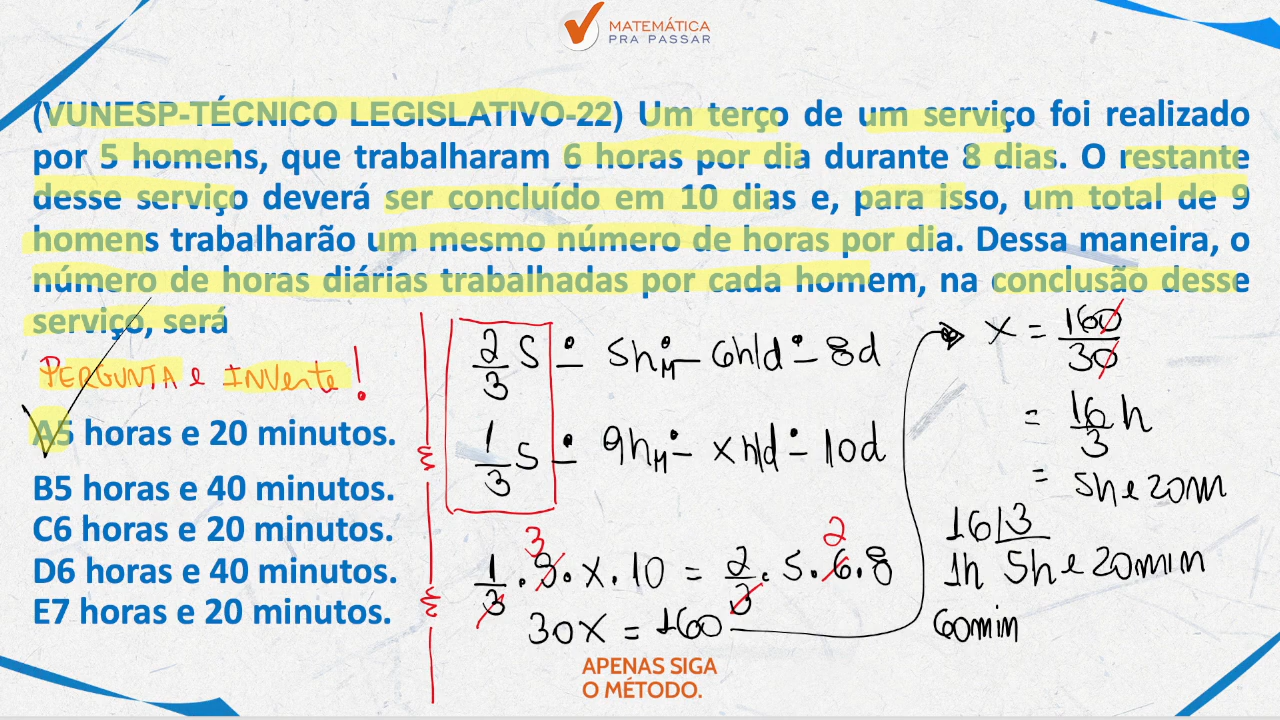 MATEMÁTICA
PRA PASSAR
(VUNESP-TÉCNICO LEGISLATIVO-22) Um terço de um serviço foi realizado
por 5 homens, que trabalharam 6 horas por dia durante 8 dias. O restante
desse serviço deverá ser concluído em 10 dias e, para isso, um total de 9
homens trabalharão um mesmo número de horas por dia. Dessa maneira, o
número de horas diárias trabalhadas por cada homem, na conclusão desse
serviço, será
PERGUNTA e INVente!
A5 horas e 20 minutos.
B5 horas e 40 minutos.
C6 horas e 20 minutos.
D6 horas e 40 minutos.
E7 horas e 20 minutos.
2/3 S ÷ 5hM ÷ 6h/d ÷ 8d
1/3 S ÷ 9hM ÷ xh/d ÷ 10d
3 2
1/3 . 9 . x . 10 = 2/3 . 5 . 6 . 8
30x = 160
x = 160/30
= 16/3 h
= 5h e 20m
16 3
1h 5h e 20min
60min
APENAS SIGA
O MÉTODO.